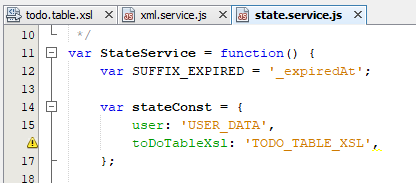 todo.table.xsl xml.service.js state.service.js
10 */
11 var StateService = function() {
12 var SUFFIX_EXPIRED = '_expiredAt';
13
14 var stateConst = {
15 user: 'USER_DATA',
toDoTableXsl: 'TODO_TABLE_XSL',
17 };